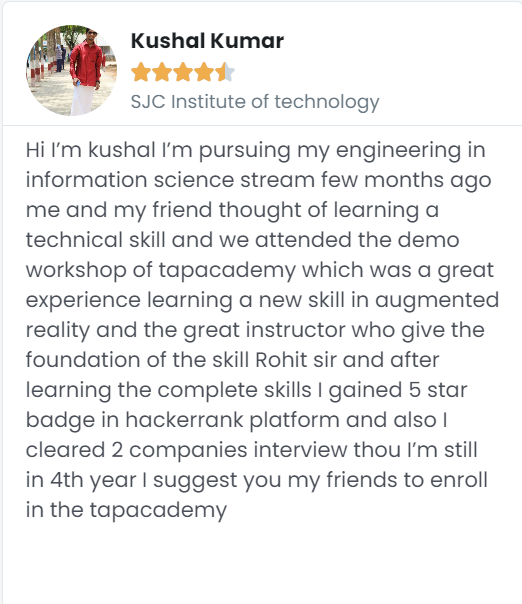 Kushal Kumar
SJC Institute of technology
Hi I’m kushal I’m pursuing my engineering in
information science stream few months ago
me and my friend thought of learning a
technical skill and we attended the demo
workshop of tapacademy which was a great
experience learning a new skill in augmented
reality and the great instructor who give the
foundation of the skill Rohit sir and after
learning the complete skills I gained 5 star
badge in hackerrank platform and also I
cleared 2 companies interview thou I’m still
in 4th year I suggest you my friends to enroll
in the tapacademy